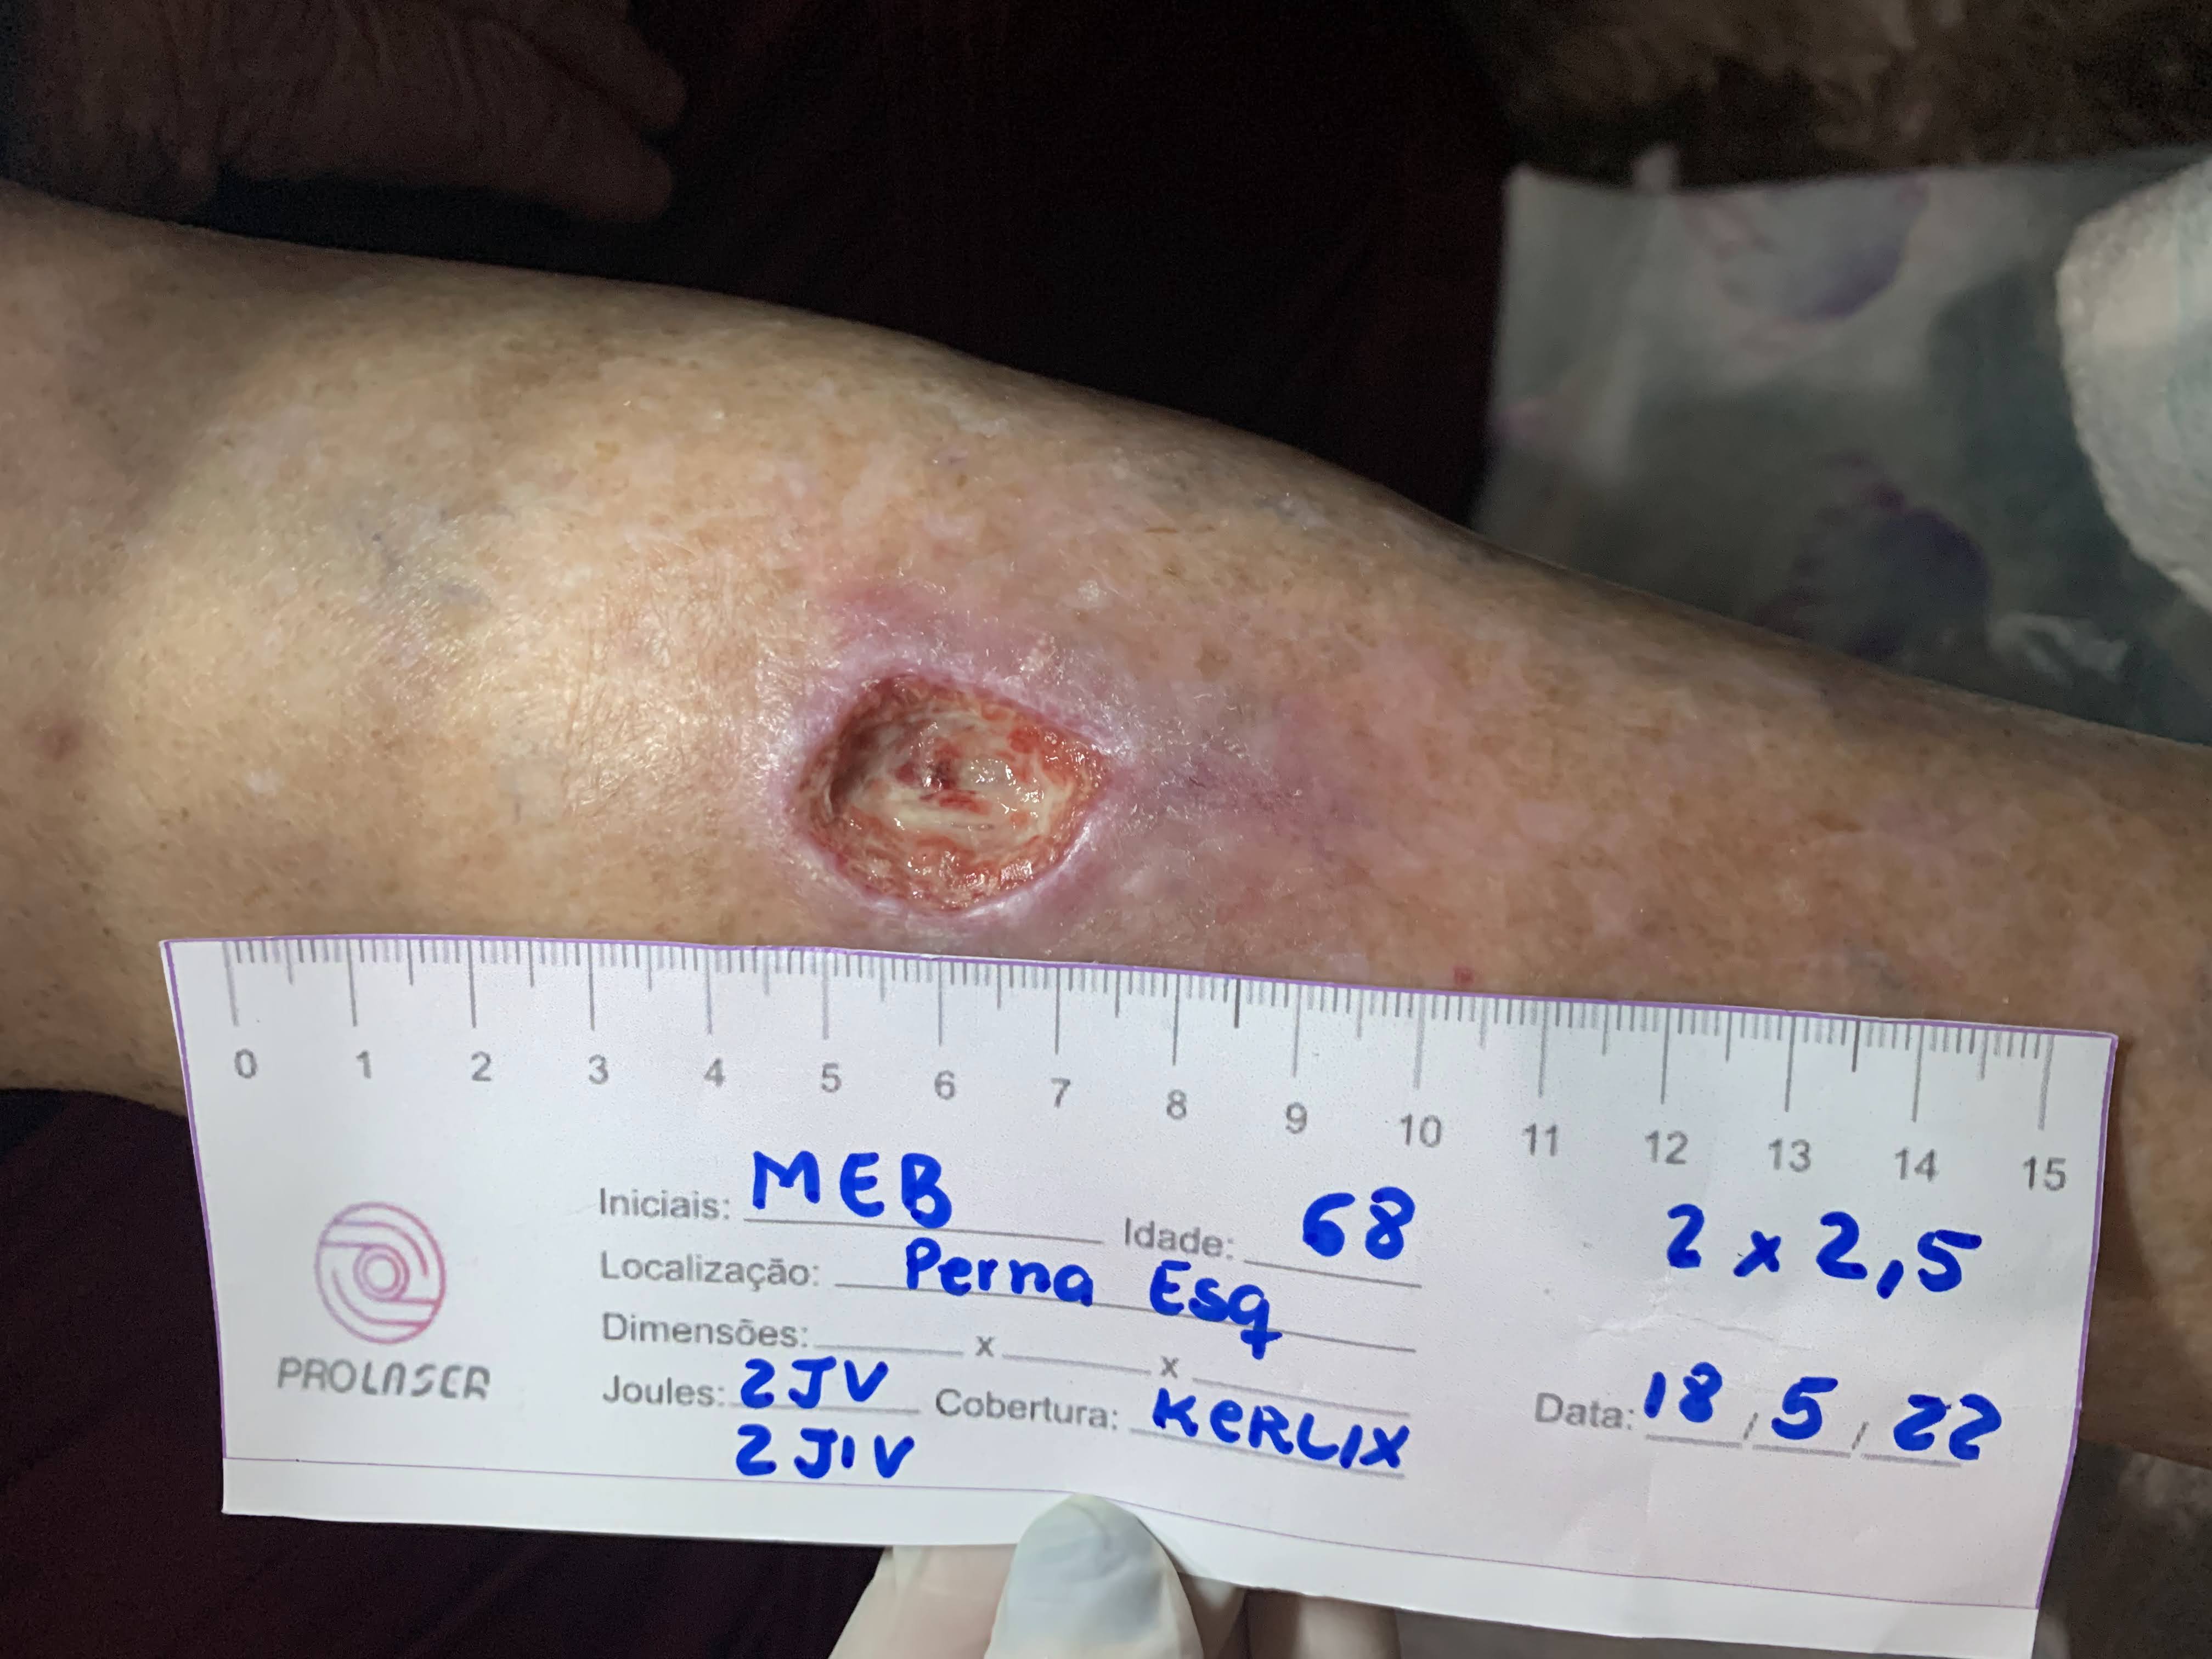 0 1 2 3 4 5 6 7 8 9 10 11 12 13 14 15
Iniciais: MEB Idade: 68 2 x 2,5
Localização: Perna Esq
Dimensões: x x
Joules: 2JV Cobertura: KERLIX Data: 18 / 5 / 22
2JIV
PROLASER